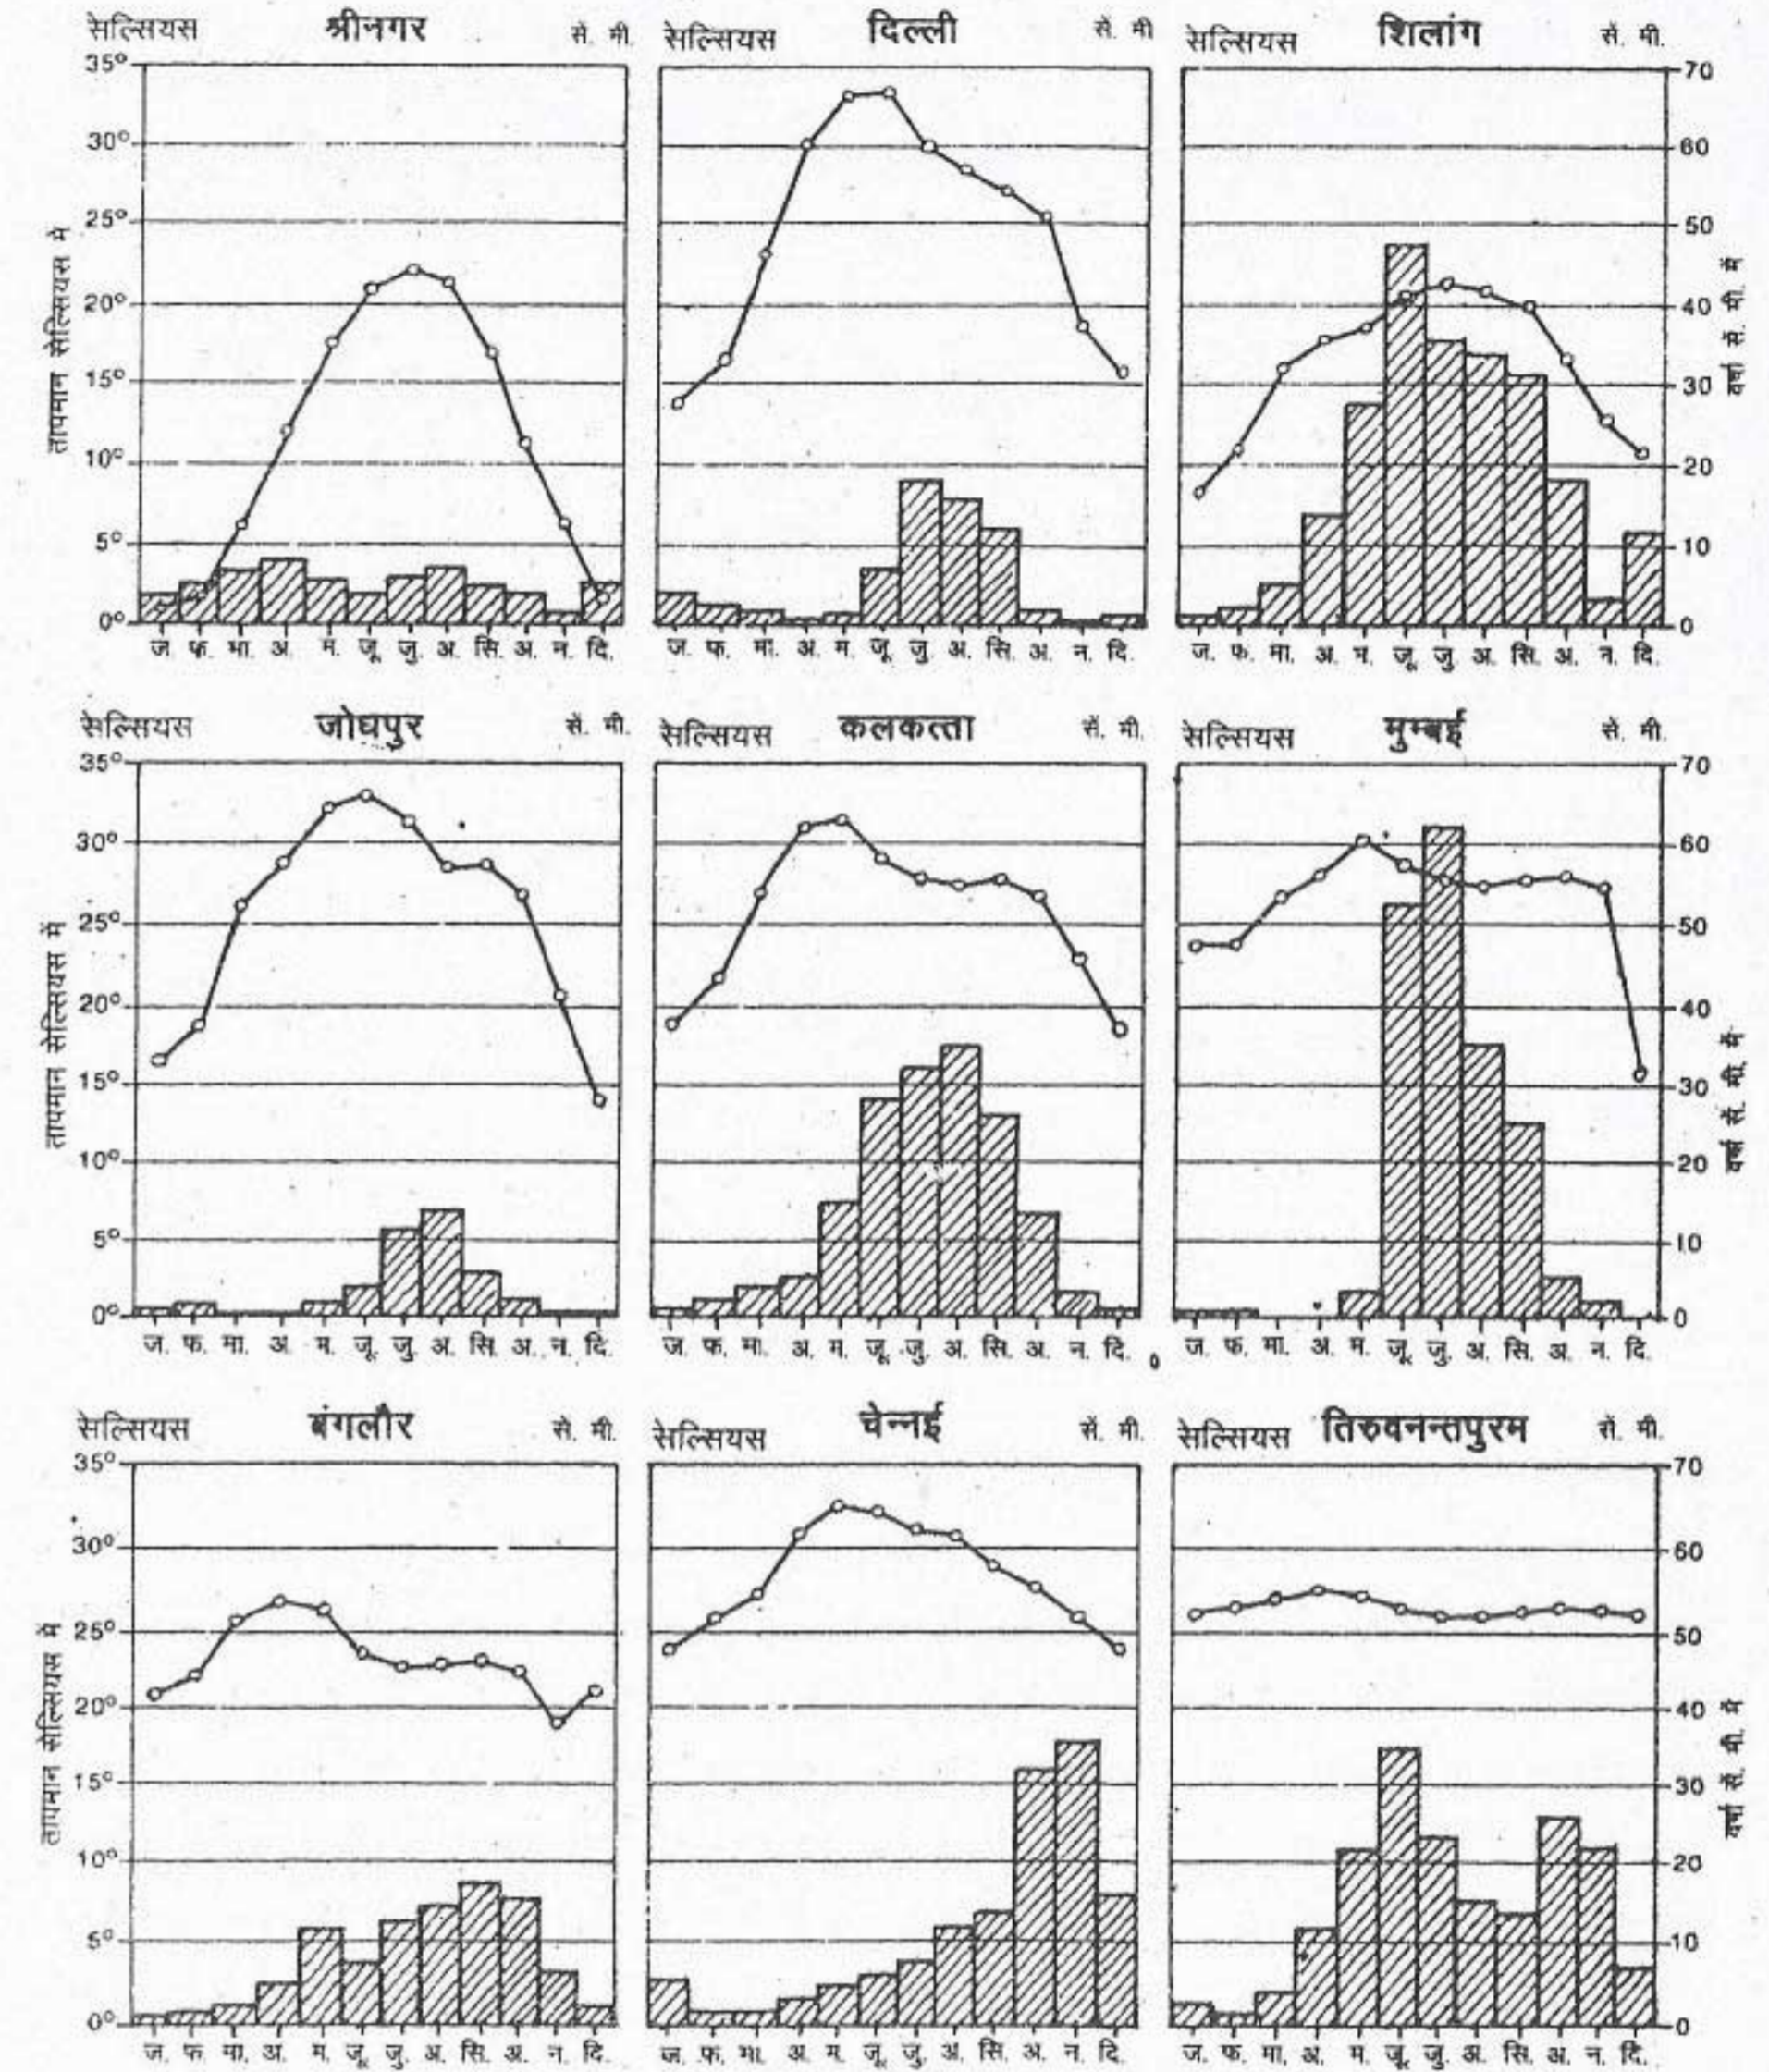 सेल्सियस श्रीनगर सें. मी.
सेल्सियस दिल्ली सें. मी
सेल्सियस शिलांग सें. मी.
तापमान सेल्सियस में
35°
30°
25°
20°
15°
10°
5°
0°
70
60
50
40
30
20
10
0
वर्षा सें. मी. में
ज. फ. मा. अ. म. जू. जु. अ. सि. अ. न. दि.
ज. फ. मा. अ. म. जू. जु. अ. सि. अ. न. दि.
ज. फ. मा. अ. म. जू. जु. अ. सि. अ. न. दि.
सेल्सियस जोधपुर सें. मी.
सेल्सियस कलकत्ता सें. मी.
सेल्सियस मुम्बई सें. मी.
तापमान सेल्सियस में
35°
30°
25°
20°
15°
10°
5°
0°
70
60
50
40
30
20
10
0
वर्षा सें. मी. में
ज. फ. मा. अ. म. जू. जु. अ. सि. अ. न. दि.
ज. फ. मा. अ. म. जू. जु. अ. सि. अ. न. दि.
ज. फ. मा. अ. म. जू. जु. अ. सि. अ. न. दि.
सेल्सियस बंगलौर सें. मी.
सेल्सियस चेन्नई सें. मी.
सेल्सियस तिरुवनन्तपुरम सें. मी.
तापमान सेल्सियस में
35°
30°
25°
20°
15°
10°
5°
0°
70
60
50
40
30
20
10
0
वर्षा सें. मी. में
ज. फ. मा. अ. म. जू. जु. अ. सि. अ. न. दि.
ज. फ. मा. अ. म. जू. जु. अ. सि. अ. न. दि.
ज. फ. मा. अ. म. जू. जु. अ. सि. अ. न. दि.